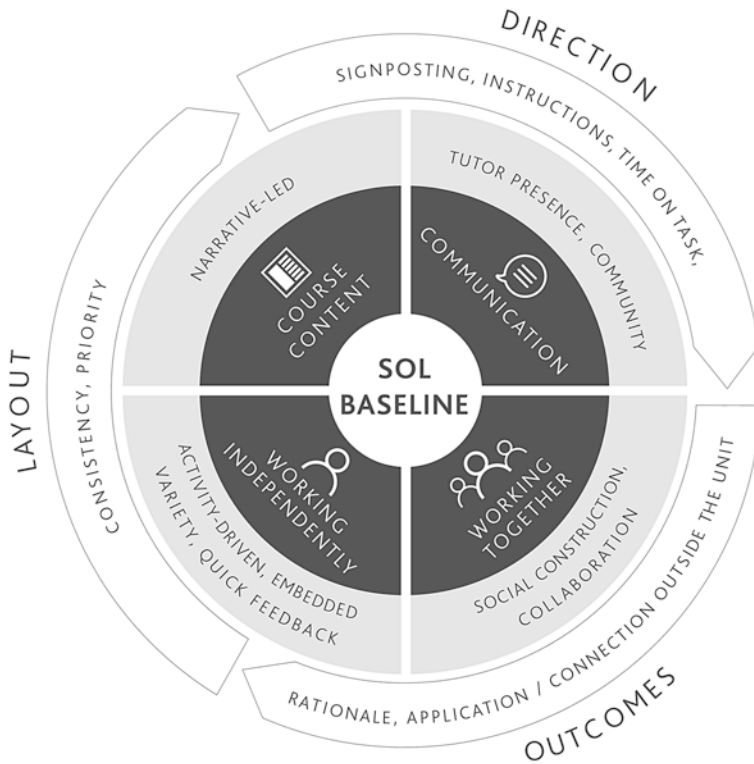 DIRECTION
SIGNPOSTING, INSTRUCTIONS, TIME ON TASK,
TUTOR PRESENCE, COMMUNITY
COMMUNICATION
NARRATIVE-LED
COURSE
CONTENT
SOL
BASELINE
LAYOUT
CONSISTENCY, PRIORITY
WORKING
INDEPENDENTLY
ACTIVITY-DRIVEN, EMBEDDED
VARIETY, QUICK FEEDBACK
WORKING
TOGETHER
SOCIAL CONSTRUCTION,
COLLABORATION
RATIONALE, APPLICATION / CONNECTION OUTSIDE THE UNIT
OUTCOMES